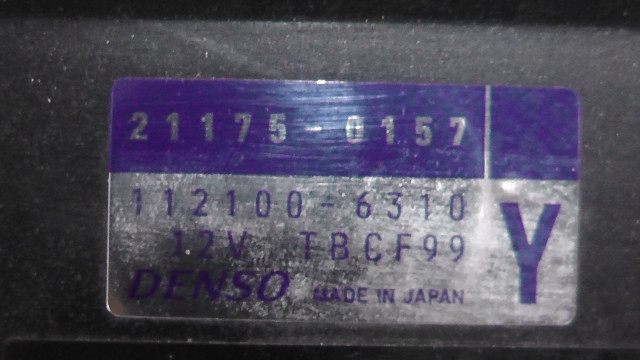 21175-0157
112100-6310
12V TBCF99
Y
DENSO MADE IN JAPAN